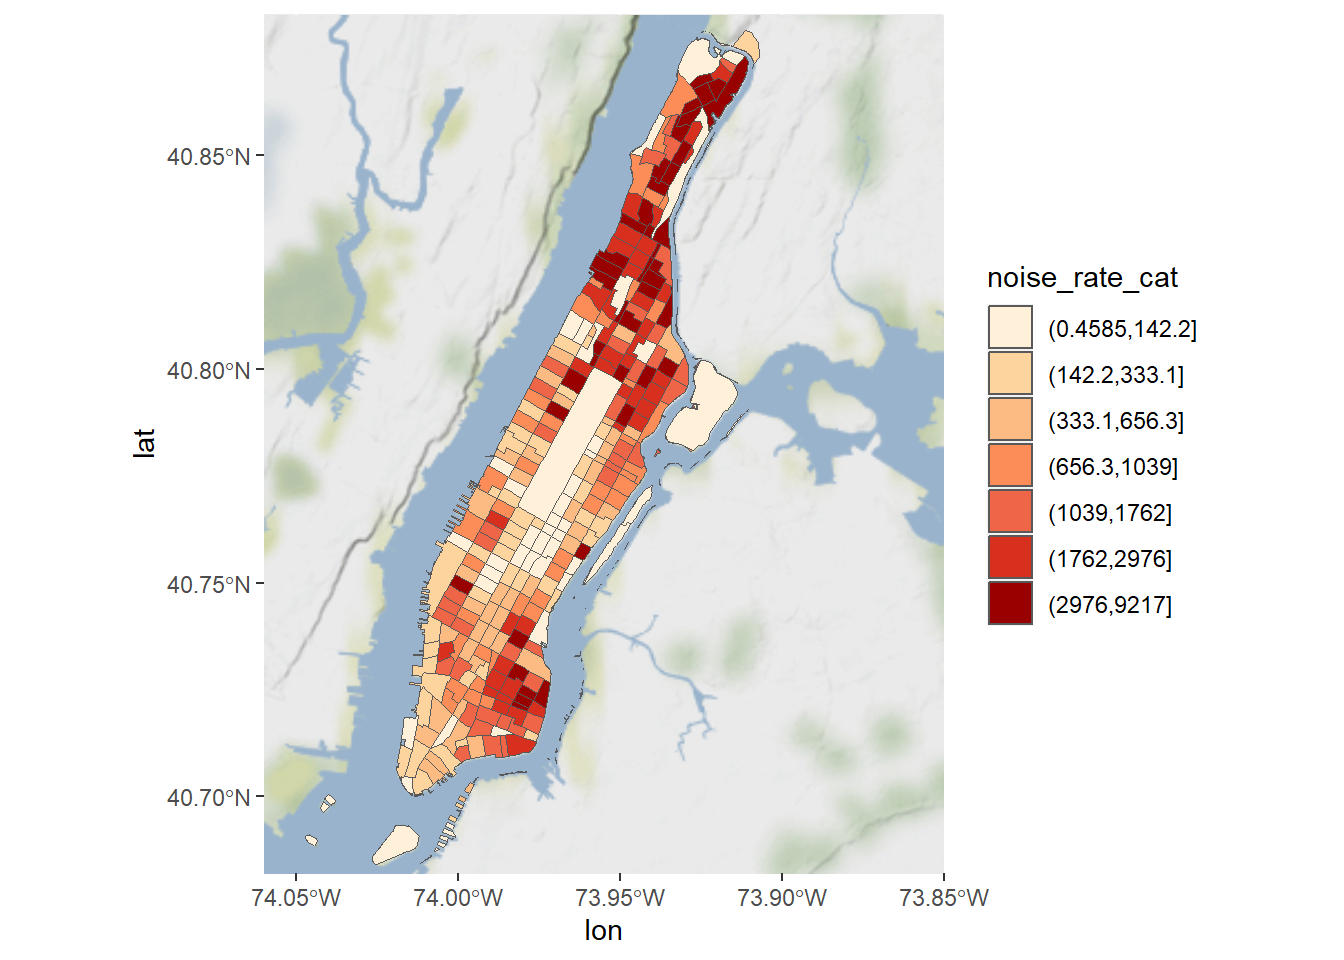 noise_rate_cat
(0.4585,142.2]
(142.2,333.1]
(333.1,656.3]
(656.3,1039]
(1039,1762]
(1762,2976]
(2976,9217]
lat
40.85°N
40.80°N
40.75°N
40.70°N
74.05°W 74.00°W 73.95°W 73.90°W 73.85°W
lon